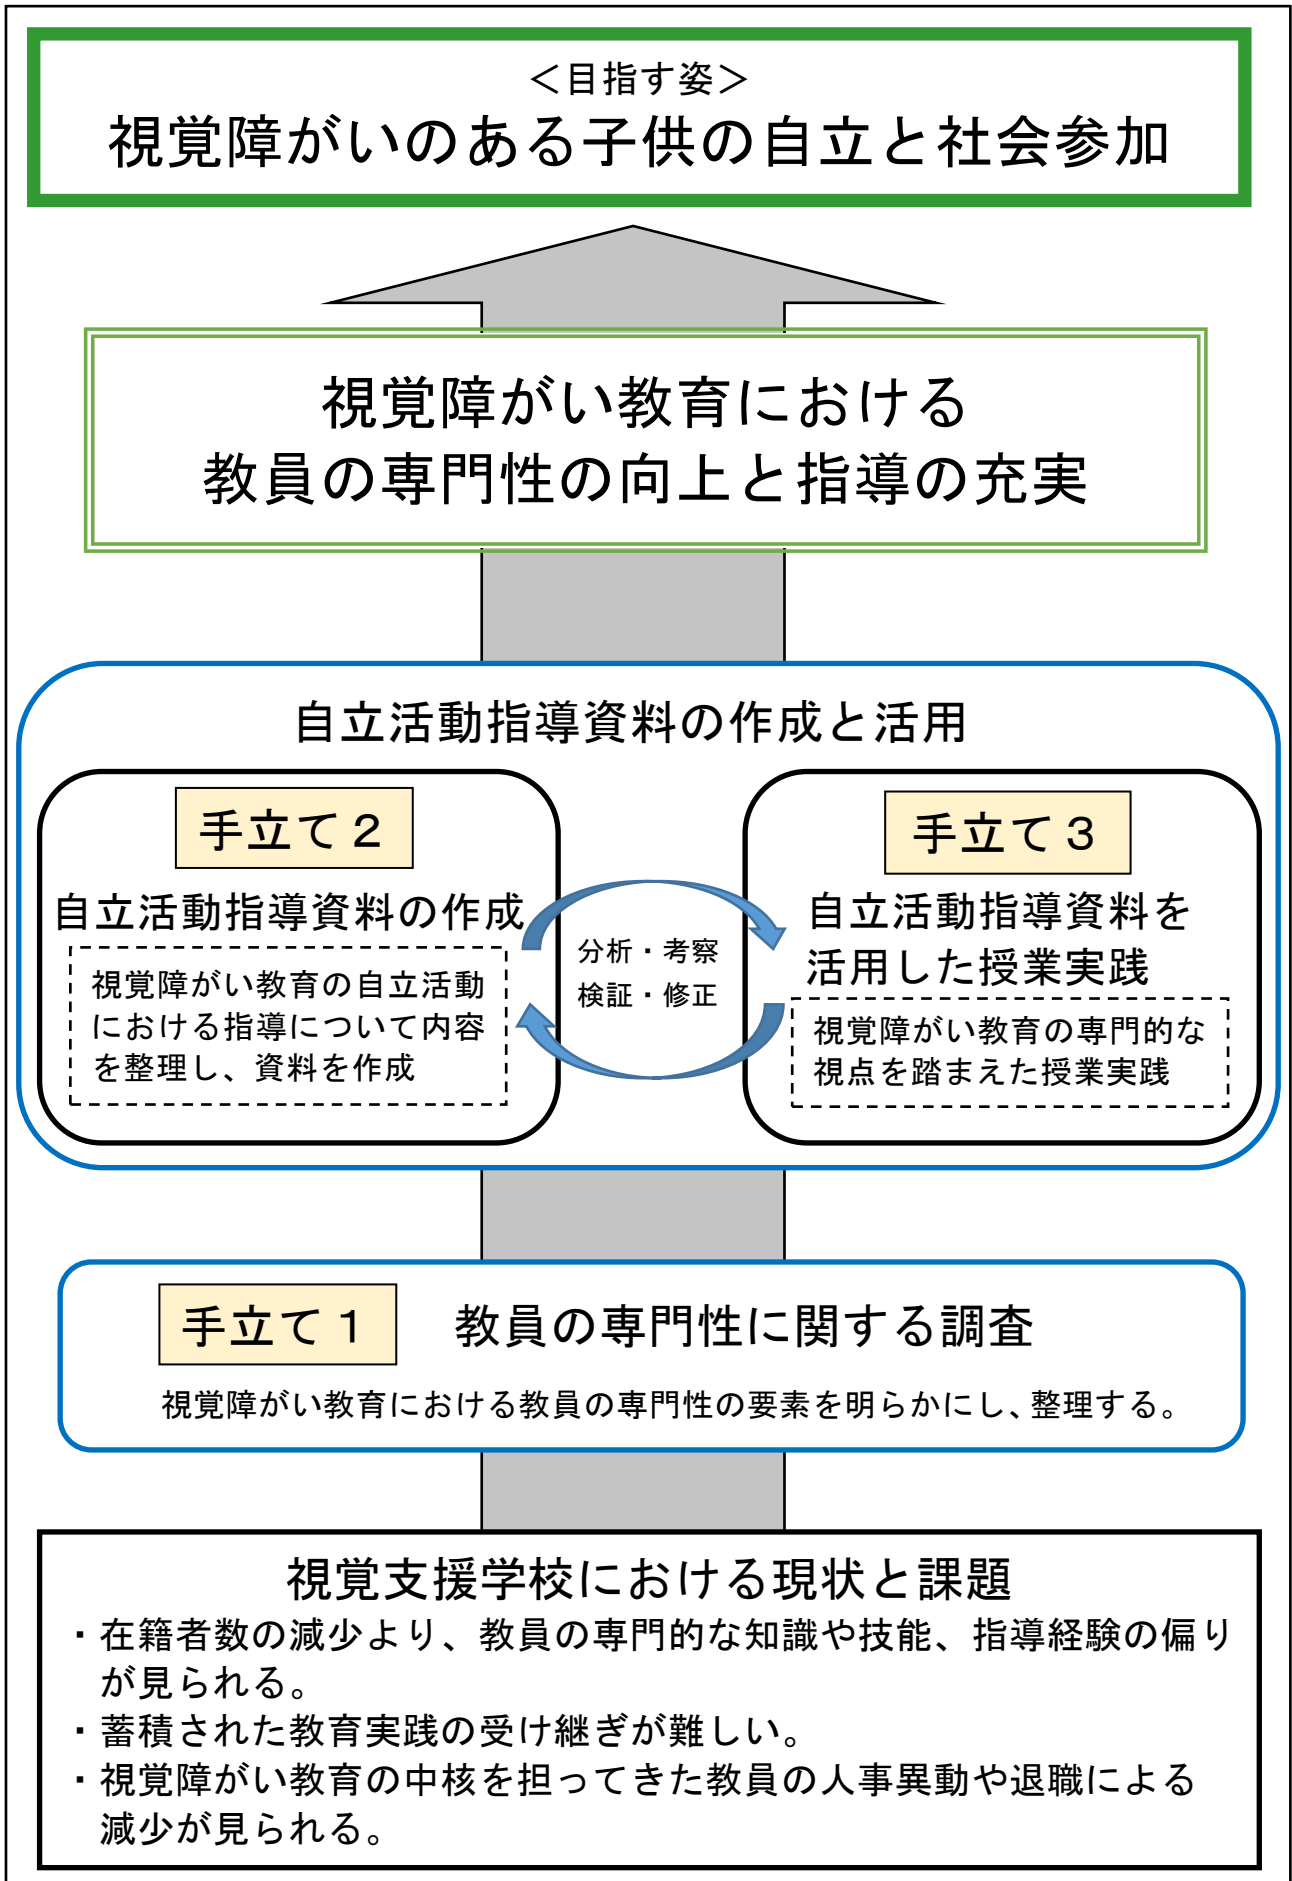 ＜目指す姿＞
視覚障がいのある子供の自立と社会参加
視覚障がい教育における
教員の専門性の向上と指導の充実
自立活動指導資料の作成と活用
手立て２
自立活動指導資料の作成
視覚障がい教育の自立活動
における指導について内容
を整理し、資料を作成
分析・考察
検証・修正
手立て３
自立活動指導資料を
活用した授業実践
視覚障がい教育の専門的な
視点を踏まえた授業実践
手立て１
教員の専門性に関する調査
視覚障がい教育における教員の専門性の要素を明らかにし、整理する。
視覚支援学校における現状と課題
・在籍者数の減少より、教員の専門的な知識や技能、指導経験の偏り
が見られる。
・蓄積された教育実践の受け継ぎが難しい。
・視覚障がい教育の中核を担ってきた教員の人事異動や退職による
減少が見られる。